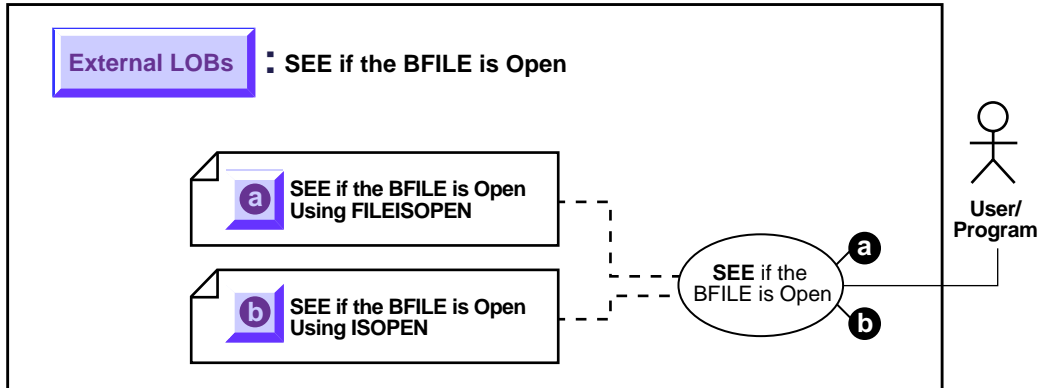 External LOBs : SEE if the BFILE is Open
a SEE if the BFILE is Open
Using FILEISOPEN
b SEE if the BFILE is Open
Using ISOPEN
SEE if the
BFILE is Open
a
b
User/
Program